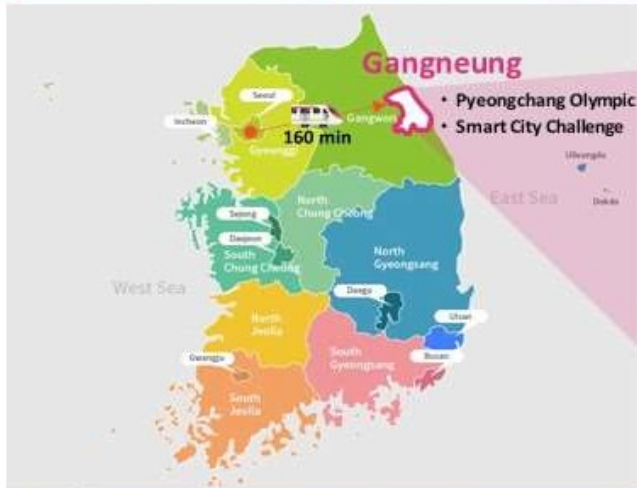 Gangneung
• Pyeongchang Olympic
• Smart City Challenge
Seoul
Incheon
160 min
Gangwon
Gyeonggi
Ulleungdo
Dokdo
East Sea
North
Chung Cheong
Sejong
Daejeon
South
Chung Cheong
North
Gyeongsang
West Sea
Daegu
Ulsan
Busan
North
Jeolla
South
Gyeongsang
Gwangju
South
Jeolla